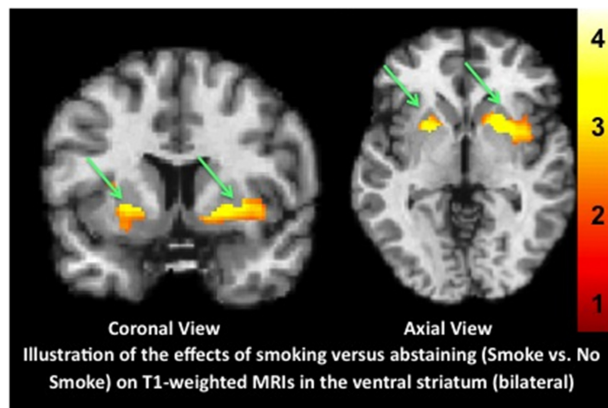 4
3
2
1
Coronal View
Axial View
Illustration of the effects of smoking versus abstaining (Smoke vs. No
Smoke) on T1-weighted MRIs in the ventral striatum (bilateral)